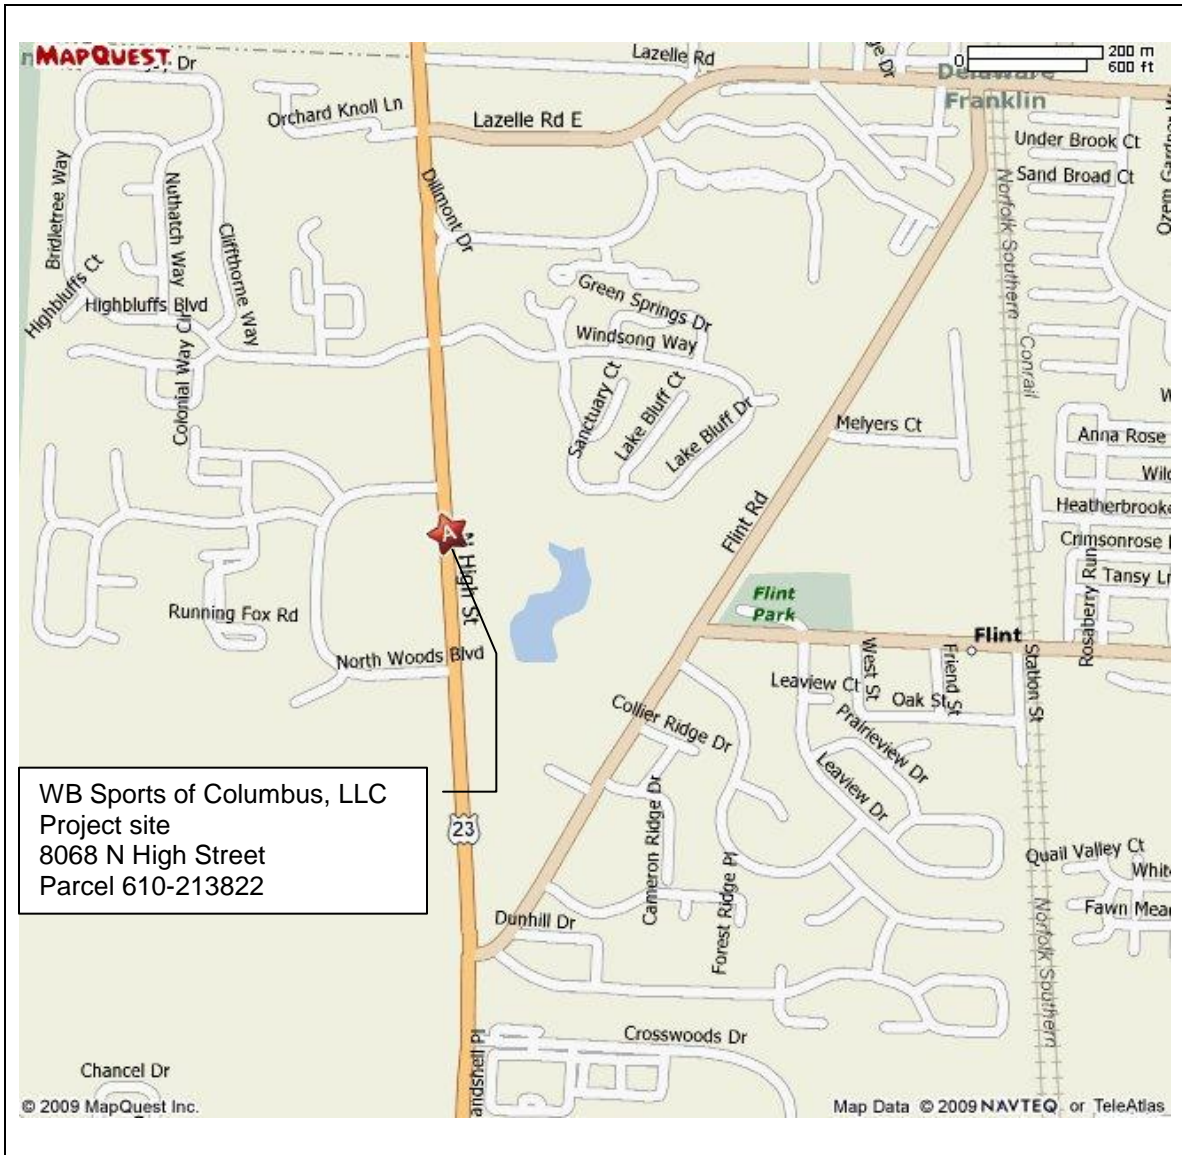 MAPQUEST.
Dr
Lazelle Rd
200 m
0
600 ft
Delaware
Franklin
Orchard Knoll Ln
Lazelle Rd E
Under Brook Ct
Sand Broad Ct
Bridletree Way
Nuthatch Way
Cliffthorne Way
Dillmont Dr
Norfolk Southern
Highbluffs Ct
Highbluffs Blvd
Green Springs Dr
Windsong Way
Conrail
Colonial Way Cir
Sanctuary Ct
Lake Bluff Ct
Lake Bluff Dr
Melyers Ct
Anna Rose
Flint Rd
Heatherbrooke
A
N High St
Crimsonrose
Tansy Ln
Rosaberry Run
Flint
Park
Running Fox Rd
Flint
North Woods Blvd
West St
Friend St
Station St
Leaview Ct
Oak St
Collier Ridge Dr
Prairieview Dr
Leaview Dr
WB Sports of Columbus, LLC
Project site
8068 N High Street
Parcel 610-213822
23
Cameron Ridge Dr
Forest Ridge Pl
Quail Valley Ct
Fawn Mea
Dunhill Dr
Norfolk Southern
Crosswoods Dr
andshell Pl
Chancel Dr
© 2009 MapQuest Inc.
Map Data © 2009 NAVTEQ or TeleAtlas